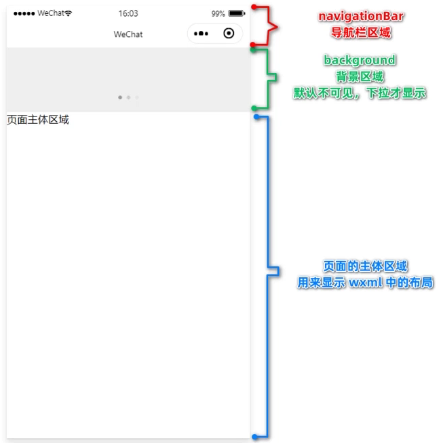 WeChat 16:03 99%
WeChat
页面主体区域
navigationBar
导航栏区域
background
背景区域
默认不可见，下拉才显示
页面的主体区域
用来显示 wxml 中的布局